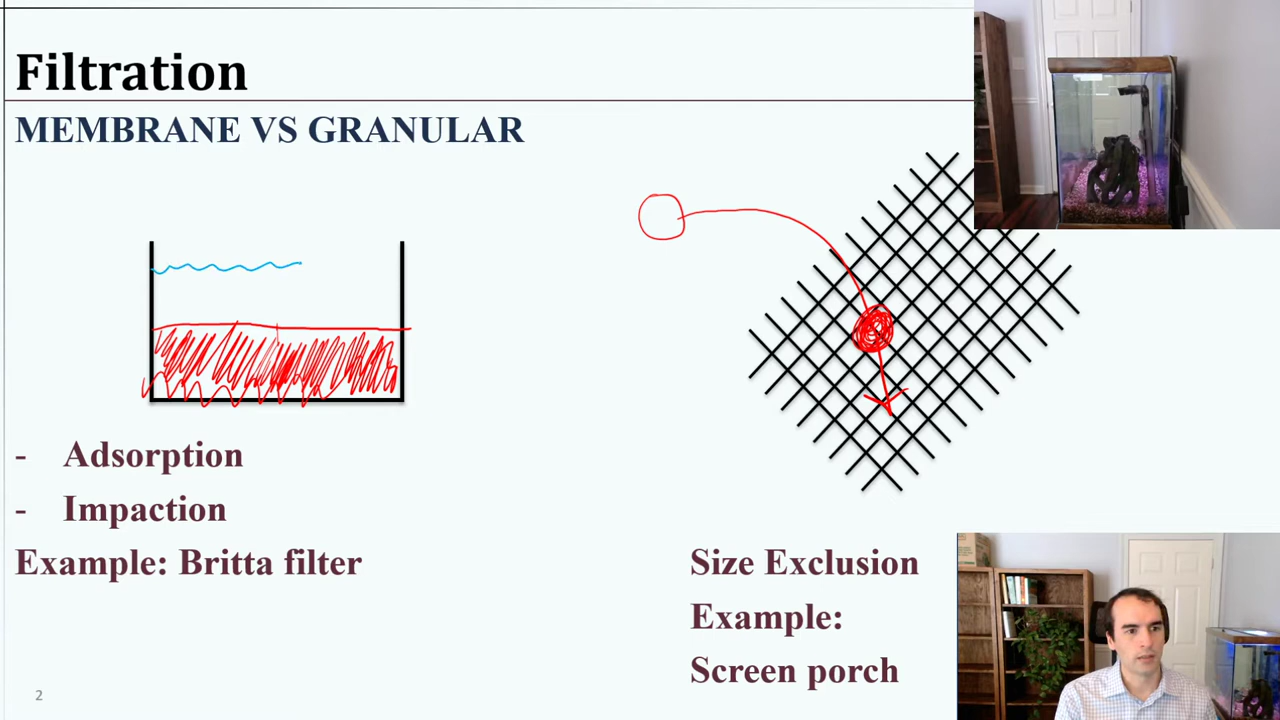 Filtration
MEMBRANE VS GRANULAR
- Adsorption
- Impaction
Example: Britta filter
Size Exclusion
Example:
Screen porch
2